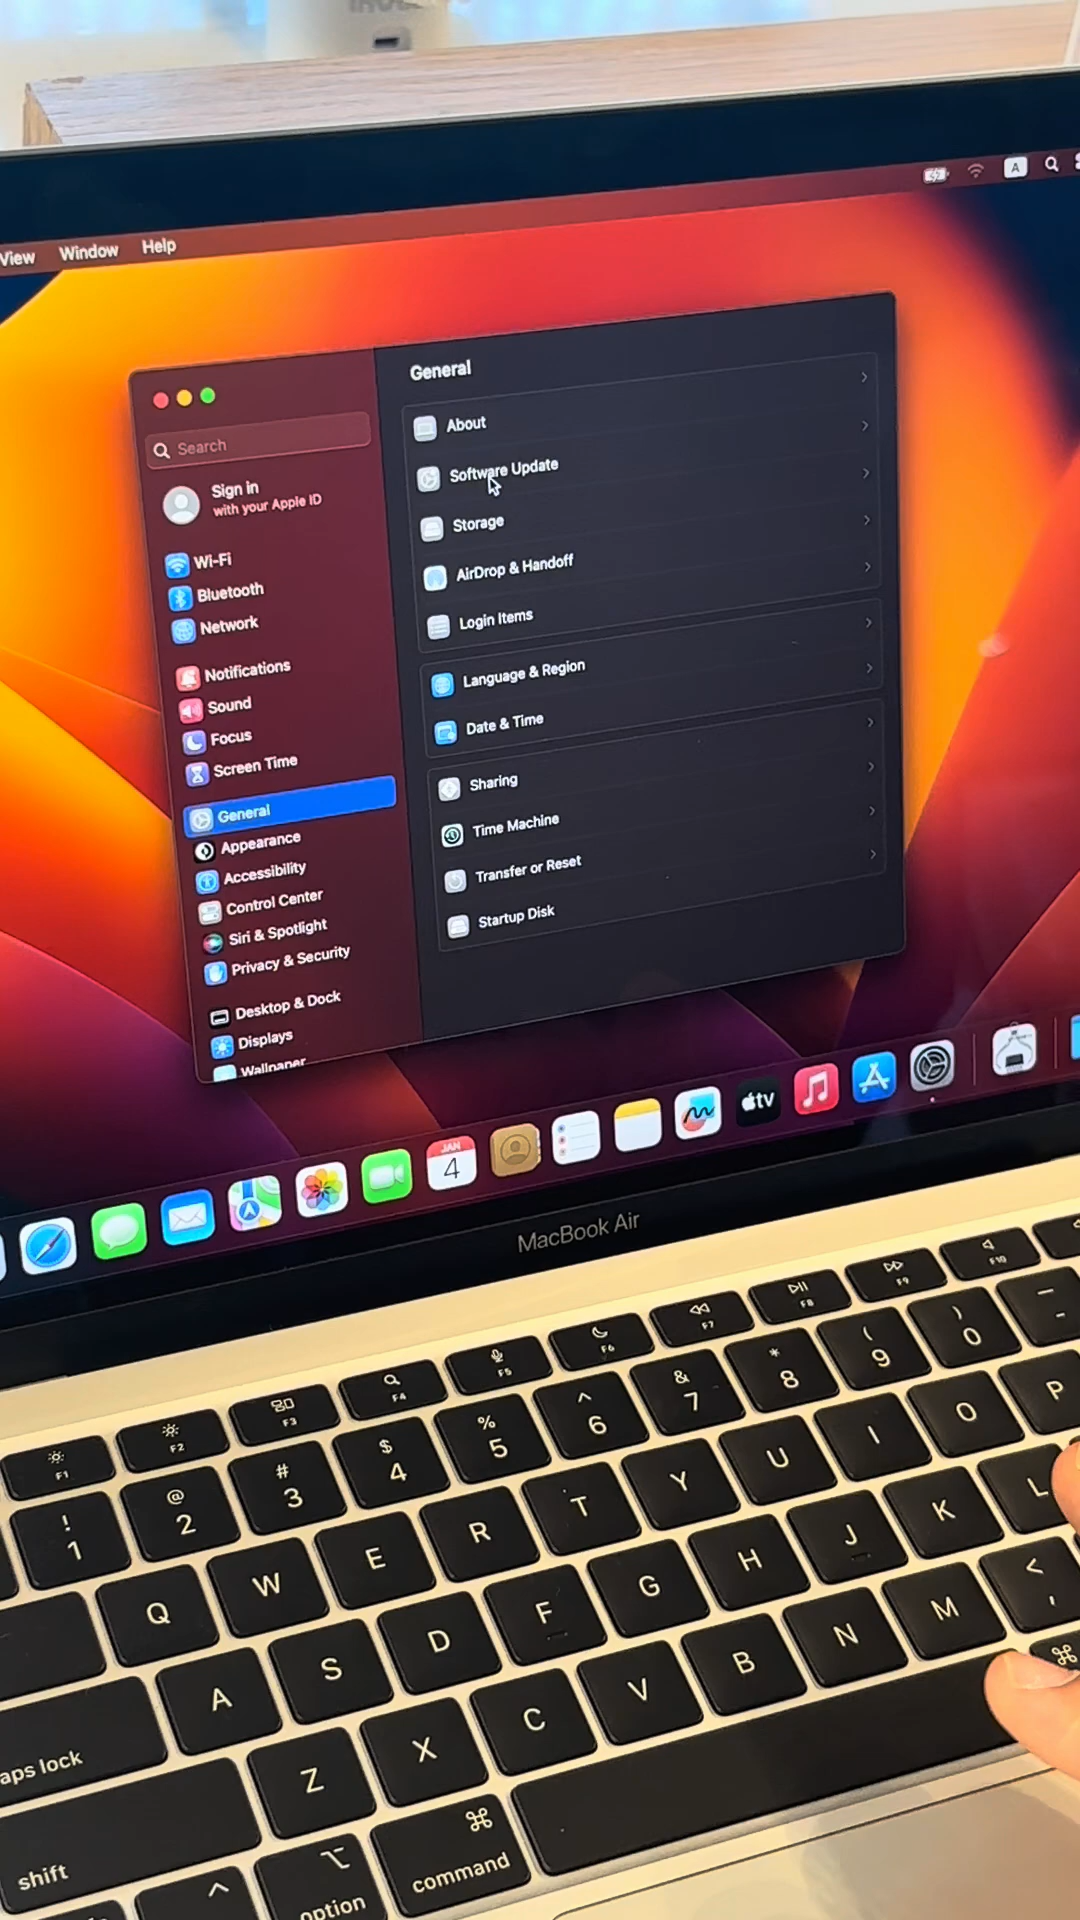 A
View Window Help
General
Search
Sign in
with your Apple ID
Wi-Fi
Bluetooth
Network
Notifications
Sound
Focus
Screen Time
General
Appearance
Accessibility
Control Center
Siri & Spotlight
Privacy & Security
Desktop & Dock
Displays
Wallpaper
About
Software Update
Storage
AirDrop & Handoff
Login Items
Language & Region
Date & Time
Sharing
Time Machine
Transfer or Reset
Startup Disk
JAN
4
tv
MacBook Air
F1 F2 F3 F4 F5 F6 F7 F8 F9 F10
! @ # $ % ^ & * ( ) _
1 2 3 4 5 6 7 8 9 0 -
Q W E R T Y U I O P
aps lock A S D F G H J K L
shift Z X C V B N M < ,
⌃ ⌥ ⌘ ⌘
option command